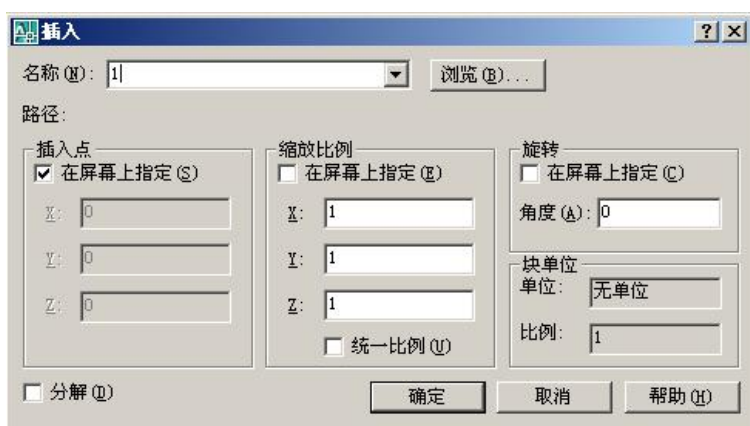 插入
名称(N): 1 浏览(B)...
路径:
插入点 缩放比例 旋转
在屏幕上指定(S) 在屏幕上指定(E) 在屏幕上指定(C)
X: 0 X: 1 角度(A): 0
Y: 0 Y: 1 块单位
单位: 无单位
Z: 0 Z: 1
比例: 1
统一比例(U)
分解(D) 确定 取消 帮助(H)